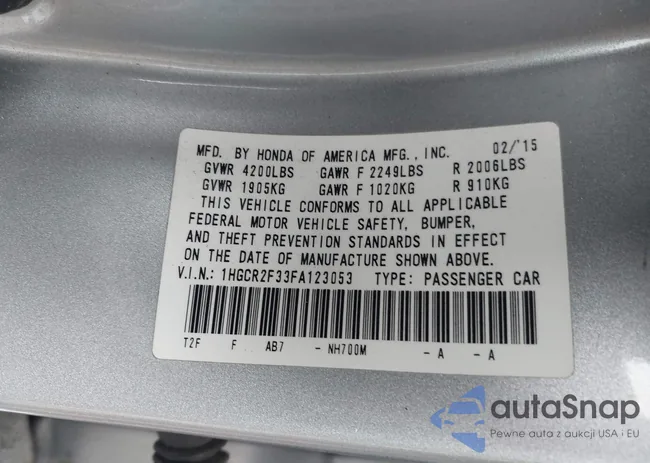 MFD. BY HONDA OF AMERICA MFG., INC. 02/'15
GVWR 4200LBS GAWR F 2249LBS R 2006LBS
GVWR 1905KG GAWR F 1020KG R 910KG
THIS VEHICLE CONFORMS TO ALL APPLICABLE
FEDERAL MOTOR VEHICLE SAFETY, BUMPER,
AND THEFT PREVENTION STANDARDS IN EFFECT
ON THE DATE OF MANUFACTURE SHOWN ABOVE.
V.I.N.: 1HGCR2F33FA123053 TYPE: PASSENGER CAR
T2F F AB7 - NH700M - A - A
autaSnap
Pewne auta z aukcji USA i EU